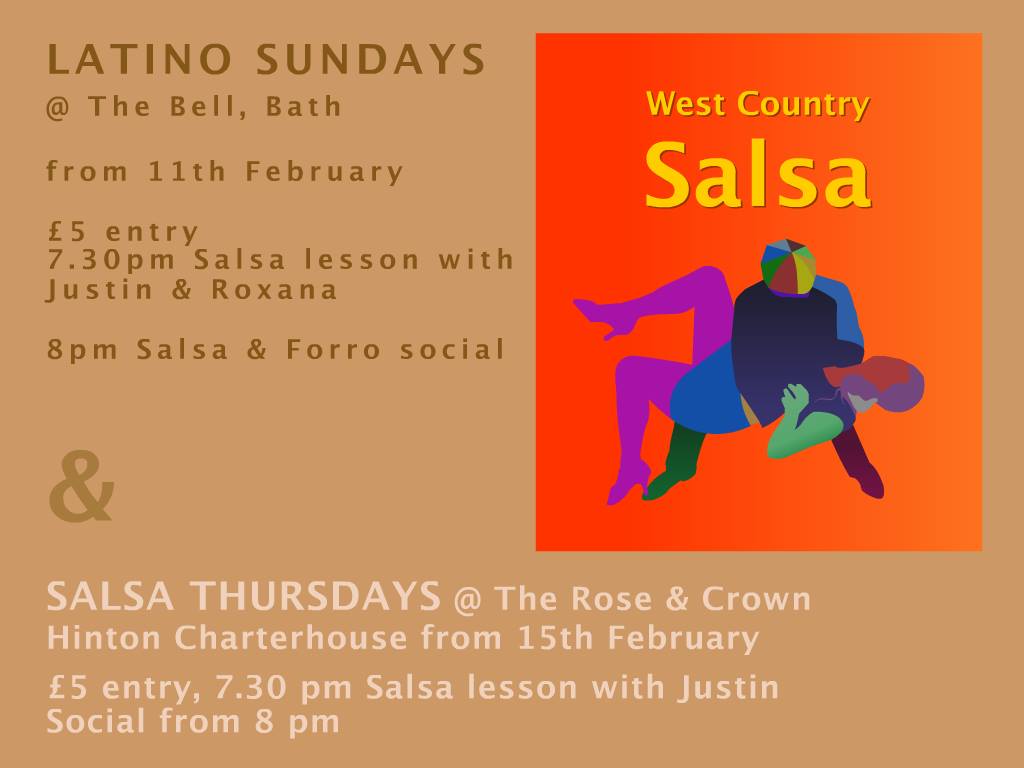 LATINO SUNDAYS
@ The Bell, Bath
from 11th February
£5 entry
7.30pm Salsa lesson with
Justin & Roxana
8pm Salsa & Forro social
West Country
Salsa
&
SALSA THURSDAYS @ The Rose & Crown
Hinton Charterhouse from 15th February
£5 entry, 7.30 pm Salsa lesson with Justin
Social from 8 pm